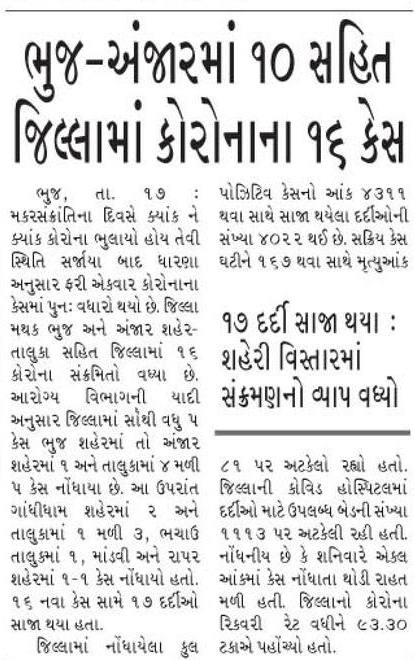 ભુજ-અંજારમાં ૧૦ સહિત
જિલ્લામાં કોરોનાના ૧૬ કેસ
ભુજ, તા. ૧૭ :
મકરસંક્રાંતિના દિવસે ક્યાંક ને
ક્યાંક કોરોના ભુલાયો હોય તેવી
સ્થિતિ સર્જાયા બાદ ધારણા
અનુસાર ફરી એકવાર કોરોનાના
કેસમાં પુનઃ વધારો થયો છે. જિલ્લા
મથક ભુજ અને અંજાર શહેર-
તાલુકા સહિત જિલ્લામાં ૧૬
કોરોના સંક્રમિતો વધ્યા છે.
આરોગ્ય વિભાગની યાદી
અનુસાર જિલ્લામાં સૌથી વધુ ૫
કેસ ભુજ શહેરમાં તો અંજાર
શહેરમાં ૧ અને તાલુકામાં ૪ મળી
૫ કેસ નોંધાયા છે. આ ઉપરાંત
ગાંધીધામ શહેરમાં ૨ અને
તાલુકામાં ૧ મળી ૩, ભચાઉ
તાલુકમાં ૧, માંડવી અને રાપર
શહેરમાં ૧-૧ કેસ નોંધાયો હતો.
૧૬ નવા કેસ સામે ૧૭ દર્દીઓ
સાજા થયા હતા.
જિલ્લામાં નોંધાયેલા કુલ
પોઝિટિવ કેસનો આંક ૪૩૧૧
થવા સાથે સાજા થયેલા દર્દીઓની
સંખ્યા ૪૦૨૨ થઈ છે. સક્રિય કેસ
ઘટીને ૧૬૭ થવા સાથે મૃત્યુઆંક
૧૭ દર્દી સાજા થયા :
શહેરી વિસ્તારમાં
સંક્રમણનો વ્યાપ વધ્યો
૮૧ પર અટકેલો રહ્યો હતો.
જિલ્લાની કોવિડ હોસ્પિટલમાં
દર્દીઓ માટે ઉપલબ્ધ બેડની સંખ્યા
૧૧૧૩ પર અટકેલી રહી હતી.
નોંધનીય છે કે શનિવારે એકલ
આંકમાં કેસ નોંધાતા થોડી રાહત
મળી હતી. જિલ્લાનો કોરોના
રિકવરી રેટ વધીને ૯૩.૩૦
ટકાએ પહોંચ્યો હતો.